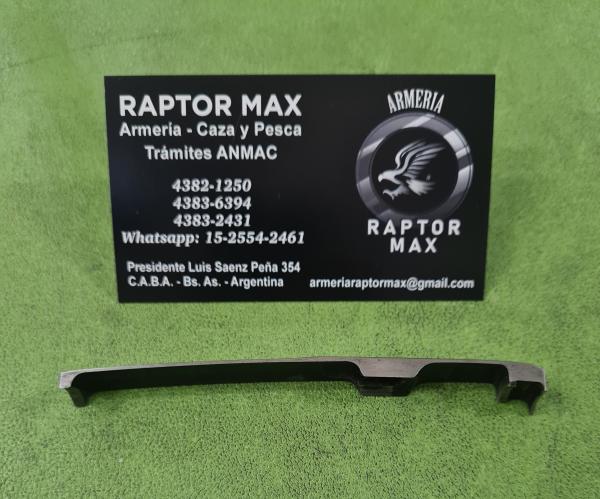 RAPTOR MAX
Armería - Caza y Pesca
Trámites ANMAC
4382-1250
4383-6394
4383-2431
Whatsapp: 15-2554-2461
Presidente Luis Saenz Peña 354
C.A.B.A. - Bs. As. - Argentina
ARMERIA
RAPTOR
MAX
armeriaraptormax@gmail.com